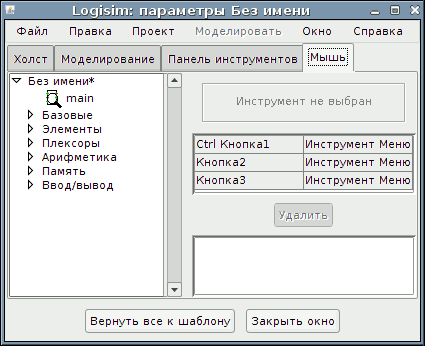 Logisim: параметры Без имени
Файл Правка Проект Моделировать Окно Справка
Холст Моделирование Панель инструментов Мышь
Без имени*
main
Базовые
Элементы
Плексоры
Арифметика
Память
Ввод/вывод
Инструмент не выбран
Ctrl Кнопка1 Инструмент Меню
Кнопка2 Инструмент Меню
Кнопка3 Инструмент Меню
Удалить
Вернуть все к шаблону Закрыть окно